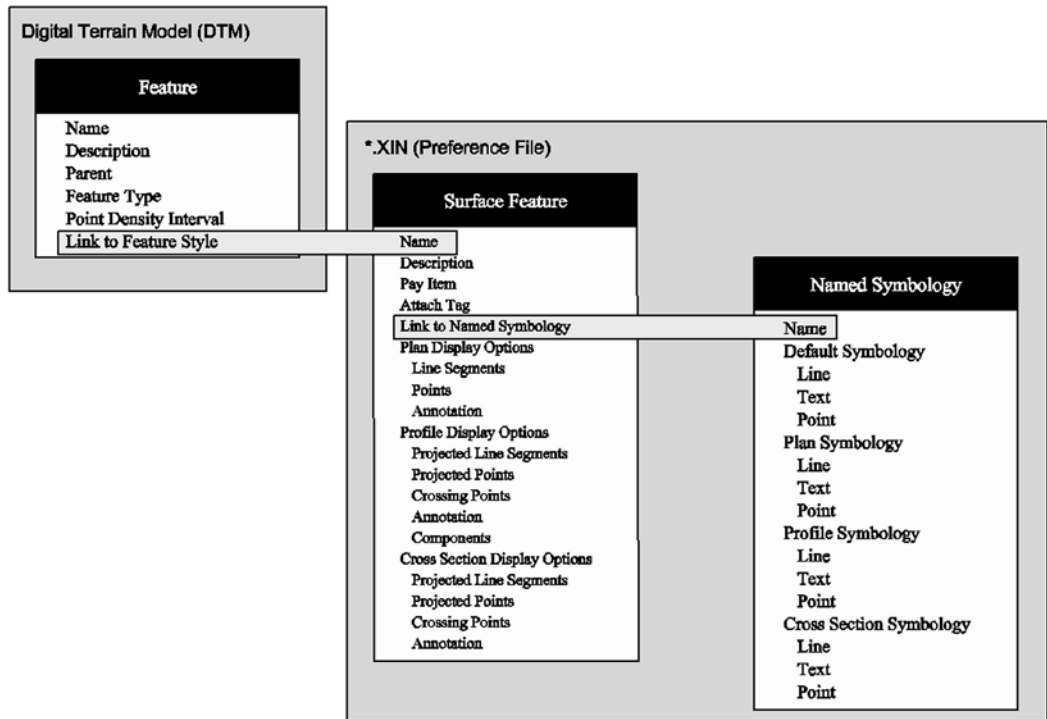 Digital Terrain Model (DTM)
Feature
Name
Description
Parent
Feature Type
Point Density Interval
Link to Feature Style
*.XIN (Preference File)
Surface Feature
Name
Description
Pay Item
Attach Tag
Link to Named Symbology
Plan Display Options
Line Segments
Points
Annotation
Profile Display Options
Projected Line Segments
Projected Points
Crossing Points
Annotation
Components
Cross Section Display Options
Projected Line Segments
Projected Points
Crossing Points
Annotation
Named Symbology
Name
Default Symbology
Line
Text
Point
Plan Symbology
Line
Text
Point
Profile Symbology
Line
Text
Point
Cross Section Symbology
Line
Text
Point